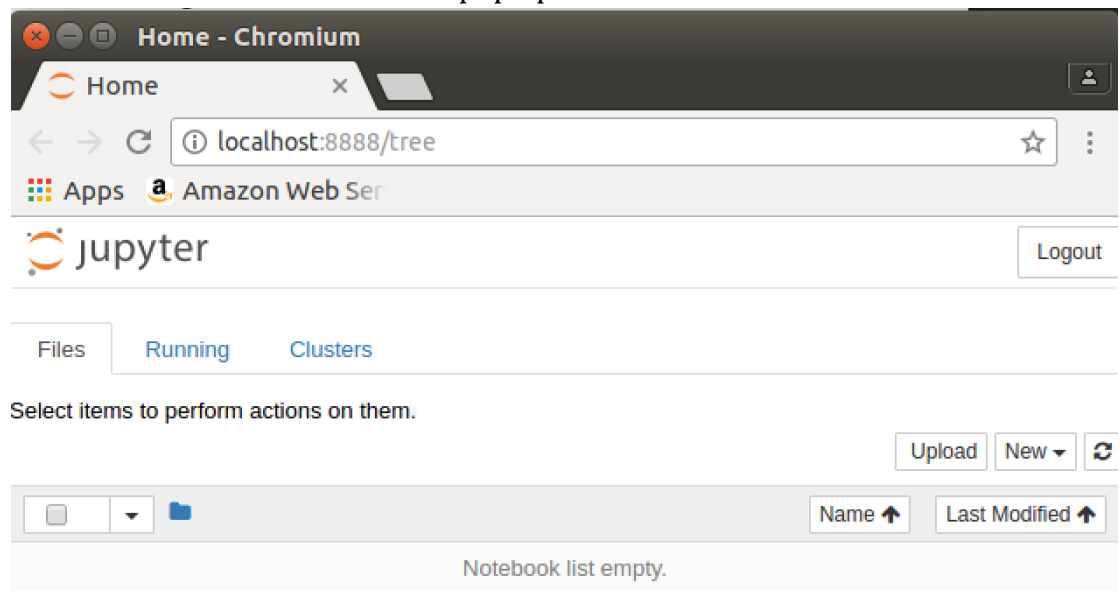 Home - Chromium
Home
localhost:8888/tree
Apps Amazon Web Ser
jupyter
Logout
Files Running Clusters
Select items to perform actions on them.
Upload New
Name Last Modified
Notebook list empty.